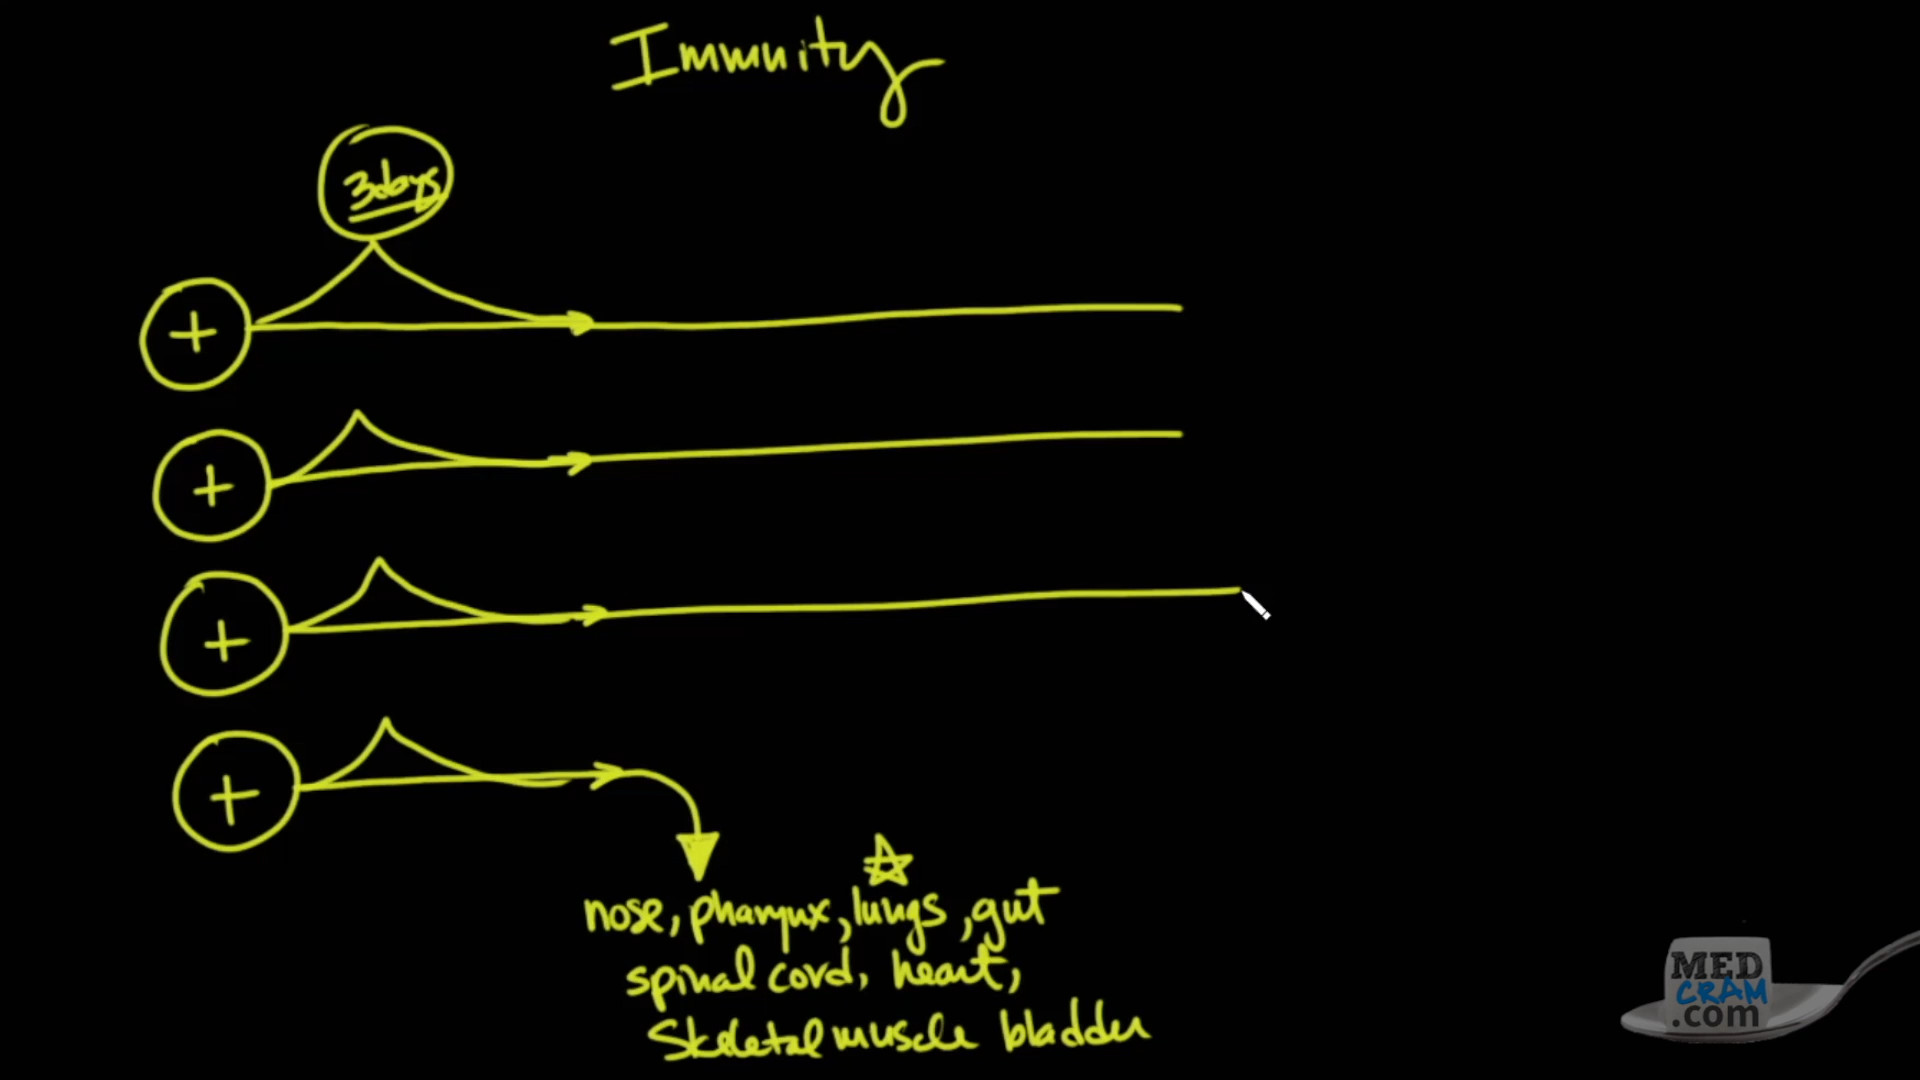 Immunity
3days
+
+
+
+
nose, pharynx, lungs, gut
spinal cord, heart,
Skeletal muscle bladder
MED
CRAM
.com